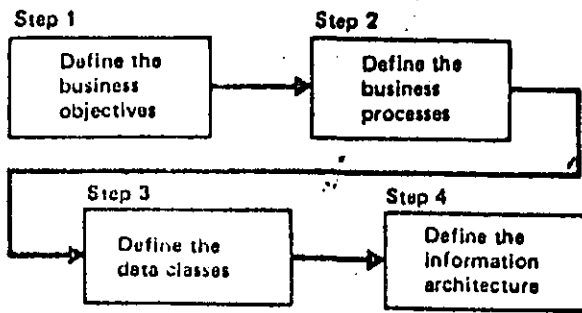 Step 1
Define the
business
objectives
Step 2
Define the
business
processes
Step 3
Define the
data classes
Step 4
Define the
information
architecture